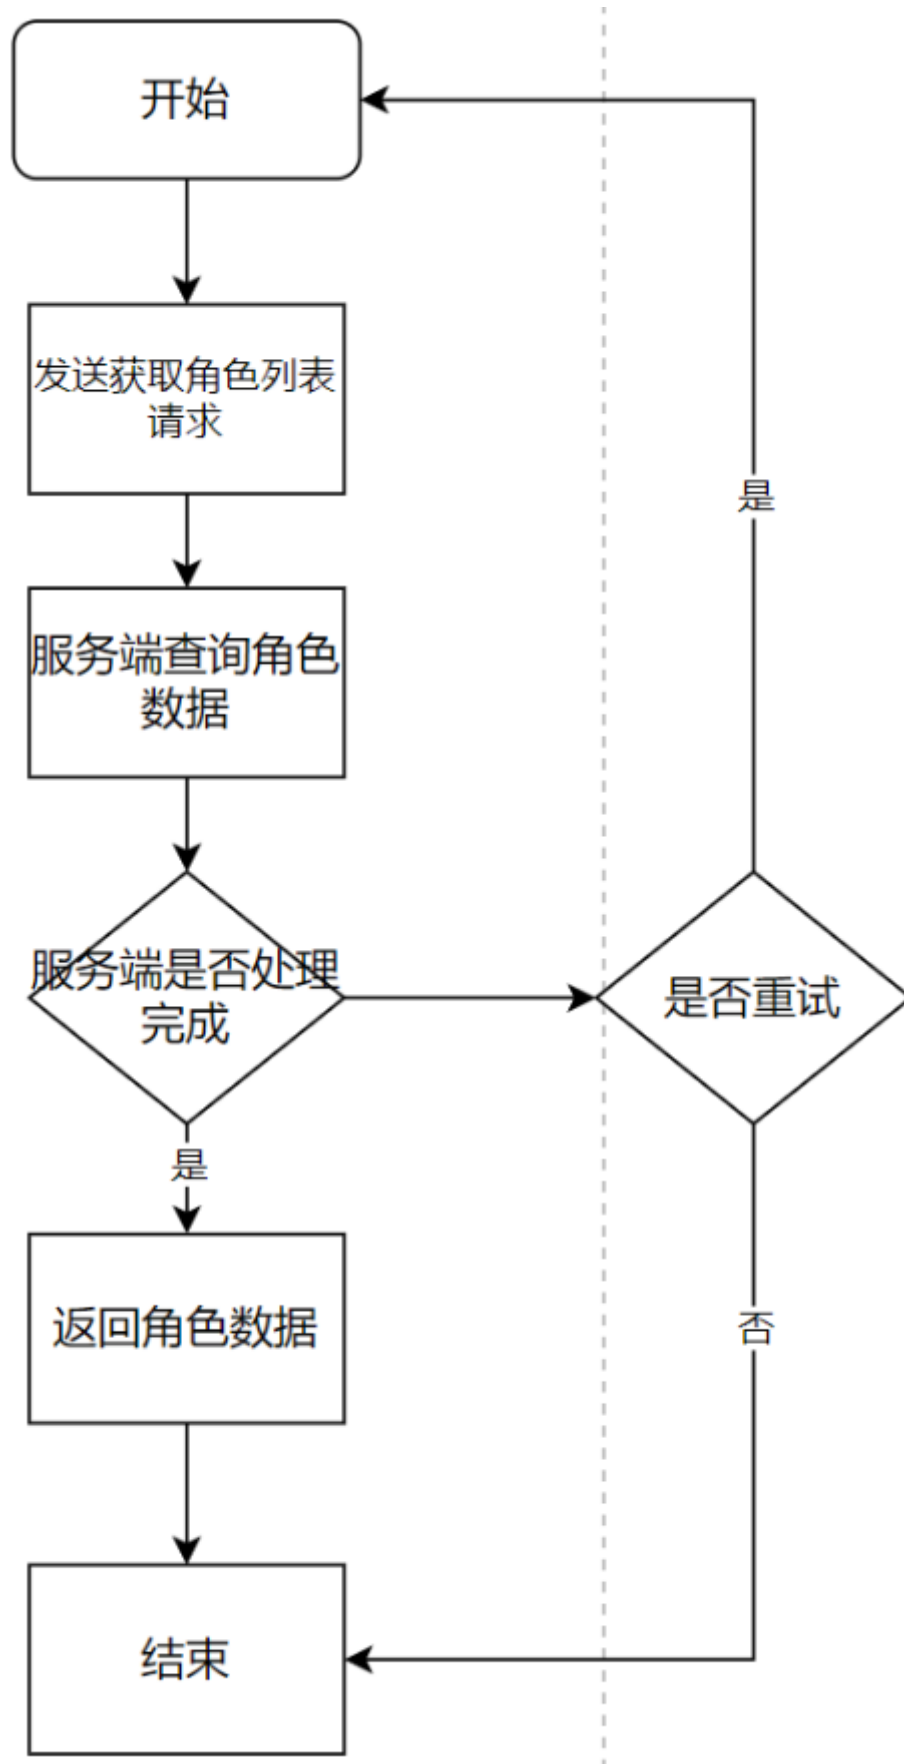 开始
发送获取角色列表
请求
是
服务端查询角色
数据
服务端是否处理
完成
是否重试
是
返回角色数据
否
结束